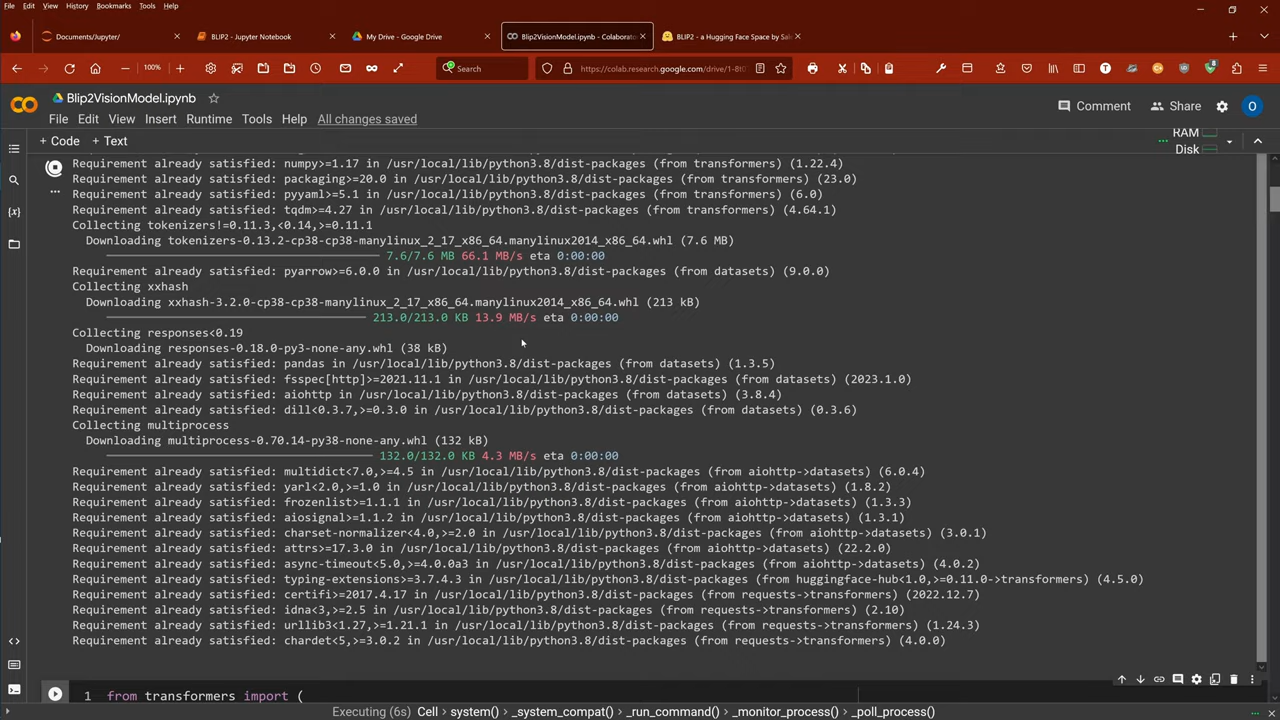 File Edit View History Bookmarks Tools Help
Documents/Jupyter/
BLIP2 - Jupyter Notebook
My Drive - Google Drive
Blip2VisionModel.ipynb - Colaborato
BLIP2 - a Hugging Face Space by Sal
100%
Search
https://colab.research.google.com/drive/1-8t0
Blip2VisionModel.ipynb
Comment
Share
O
File Edit View Insert Runtime Tools Help All changes saved
+ Code + Text
RAM
Disk
Requirement already satisfied: numpy>=1.17 in /usr/local/lib/python3.8/dist-packages (from transformers) (1.22.4)
Requirement already satisfied: packaging>=20.0 in /usr/local/lib/python3.8/dist-packages (from transformers) (23.0)
Requirement already satisfied: pyyaml>=5.1 in /usr/local/lib/python3.8/dist-packages (from transformers) (6.0)
Requirement already satisfied: tqdm>=4.27 in /usr/local/lib/python3.8/dist-packages (from transformers) (4.64.1)
Collecting tokenizers!=0.11.3,<0.14,>=0.11.1
Downloading tokenizers-0.13.2-cp38-cp38-manylinux_2_17_x86_64.manylinux2014_x86_64.whl (7.6 MB)
7.6/7.6 MB 66.1 MB/s eta 0:00:00
Requirement already satisfied: pyarrow>=6.0.0 in /usr/local/lib/python3.8/dist-packages (from datasets) (9.0.0)
Collecting xxhash
Downloading xxhash-3.2.0-cp38-cp38-manylinux_2_17_x86_64.manylinux2014_x86_64.whl (213 kB)
213.0/213.0 KB 13.9 MB/s eta 0:00:00
Collecting responses<0.19
Downloading responses-0.18.0-py3-none-any.whl (38 kB)
Requirement already satisfied: pandas in /usr/local/lib/python3.8/dist-packages (from datasets) (1.3.5)
Requirement already satisfied: fsspec[http]>=2021.11.1 in /usr/local/lib/python3.8/dist-packages (from datasets) (2023.1.0)
Requirement already satisfied: aiohttp in /usr/local/lib/python3.8/dist-packages (from datasets) (3.8.4)
Requirement already satisfied: dill<0.3.7,>=0.3.0 in /usr/local/lib/python3.8/dist-packages (from datasets) (0.3.6)
Collecting multiprocess
Downloading multiprocess-0.70.14-py38-none-any.whl (132 kB)
132.0/132.0 KB 4.3 MB/s eta 0:00:00
Requirement already satisfied: multidict<7.0,>=4.5 in /usr/local/lib/python3.8/dist-packages (from aiohttp->datasets) (6.0.4)
Requirement already satisfied: yarl<2.0,>=1.0 in /usr/local/lib/python3.8/dist-packages (from aiohttp->datasets) (1.8.2)
Requirement already satisfied: frozenlist>=1.1.1 in /usr/local/lib/python3.8/dist-packages (from aiohttp->datasets) (1.3.3)
Requirement already satisfied: aiosignal>=1.1.2 in /usr/local/lib/python3.8/dist-packages (from aiohttp->datasets) (1.3.1)
Requirement already satisfied: charset-normalizer<4.0,>=2.0 in /usr/local/lib/python3.8/dist-packages (from aiohttp->datasets) (3.0.1)
Requirement already satisfied: attrs>=17.3.0 in /usr/local/lib/python3.8/dist-packages (from aiohttp->datasets) (22.2.0)
Requirement already satisfied: async-timeout<5.0,>=4.0.0a3 in /usr/local/lib/python3.8/dist-packages (from aiohttp->datasets) (4.0.2)
Requirement already satisfied: typing-extensions>=3.7.4.3 in /usr/local/lib/python3.8/dist-packages (from huggingface-hub<1.0,>=0.11.0->transformers) (4.5.0)
Requirement already satisfied: certifi>=2017.4.17 in /usr/local/lib/python3.8/dist-packages (from requests->transformers) (2022.12.7)
Requirement already satisfied: idna<3,>=2.5 in /usr/local/lib/python3.8/dist-packages (from requests->transformers) (2.10)
Requirement already satisfied: urllib3<1.27,>=1.21.1 in /usr/local/lib/python3.8/dist-packages (from requests->transformers) (1.24.3)
Requirement already satisfied: chardet<5,>=3.0.2 in /usr/local/lib/python3.8/dist-packages (from requests->transformers) (4.0.0)
1 from transformers import (
Executing (6s) Cell > system() > _system_compat() > _run_command() > _monitor_process() > _poll_process()